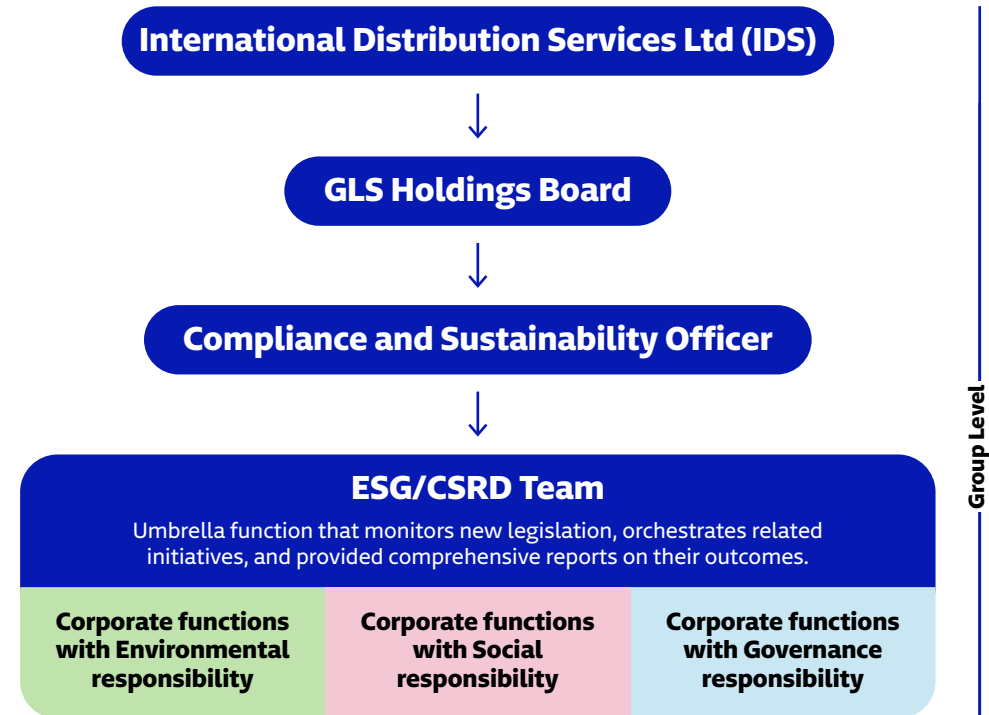 International Distribution Services Ltd (IDS)
GLS Holdings Board
Compliance and Sustainability Officer
ESG/CSRD Team
Umbrella function that monitors new legislation, orchestrates related
initiatives, and provided comprehensive reports on their outcomes.
Corporate functions
with Environmental
responsibility
Corporate functions
with Social
responsibility
Corporate functions
with Governance
responsibility
Group Level